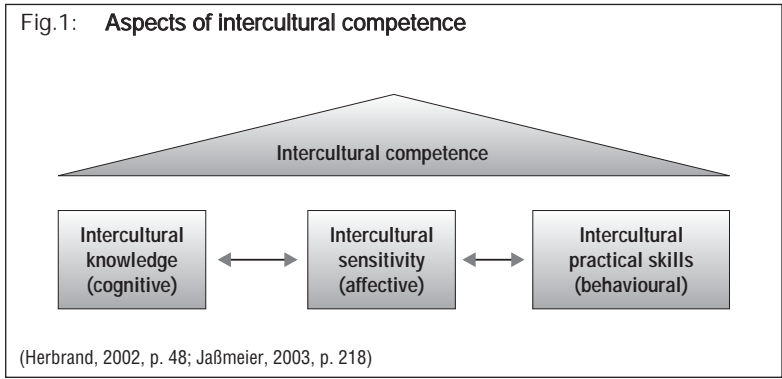 Fig.1: Aspects of intercultural competence
Intercultural competence
Intercultural
knowledge
(cognitive)
Intercultural
sensitivity
(affective)
Intercultural
practical skills
(behavioural)
(Herbrand, 2002, p. 48; Jaßmeier, 2003, p. 218)